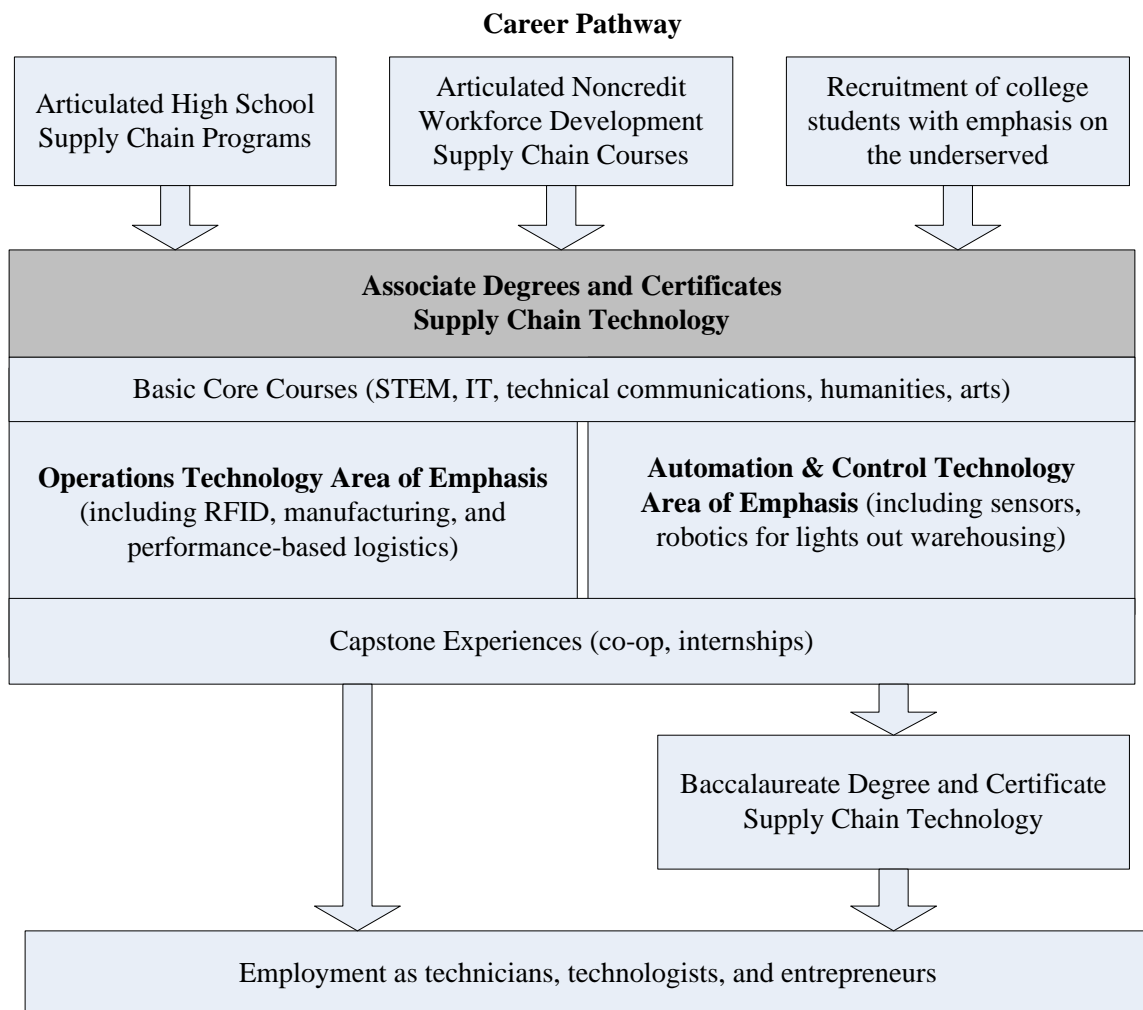 Career Pathway
Articulated High School
Supply Chain Programs
Articulated Noncredit
Workforce Development
Supply Chain Courses
Recruitment of college
students with emphasis on
the underserved
Associate Degrees and Certificates
Supply Chain Technology
Basic Core Courses (STEM, IT, technical communications, humanities, arts)
Operations Technology Area of Emphasis
(including RFID, manufacturing, and
performance-based logistics)
Automation & Control Technology
Area of Emphasis (including sensors,
robotics for lights out warehousing)
Capstone Experiences (co-op, internships)
Baccalaureate Degree and Certificate
Supply Chain Technology
Employment as technicians, technologists, and entrepreneurs